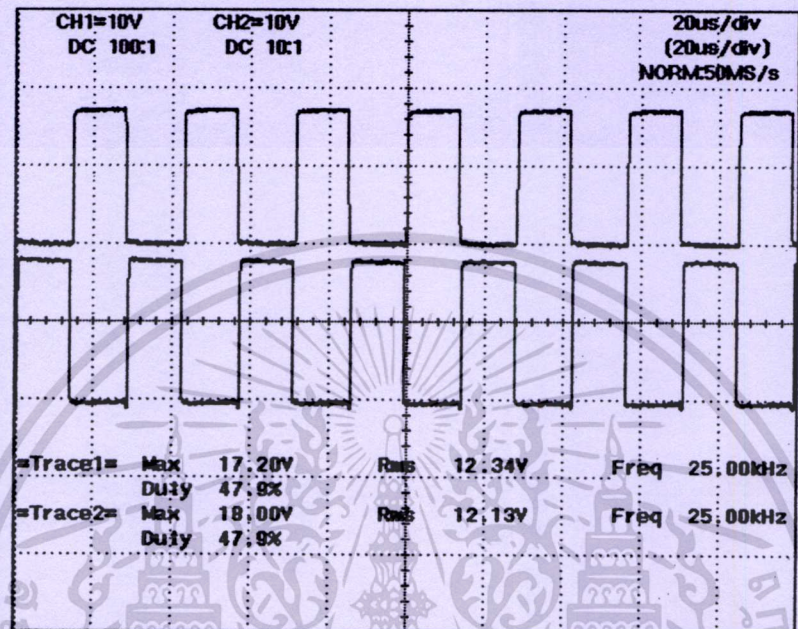 CH1=10V CH2=10V 20us/div
DC 100:1 DC 10:1 (20us/div)
NORM:50MS/s
=Trace1= Max 17.20V Rms 12.34V Freq 25.00kHz
Duty 47.9%
=Trace2= Max 18.00V Rms 12.13V Freq 25.00kHz
Duty 47.9%